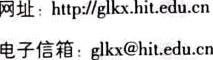 网址：http://glkx.hit.edu.cn
电子信箱：glkx@hit.edu.cn